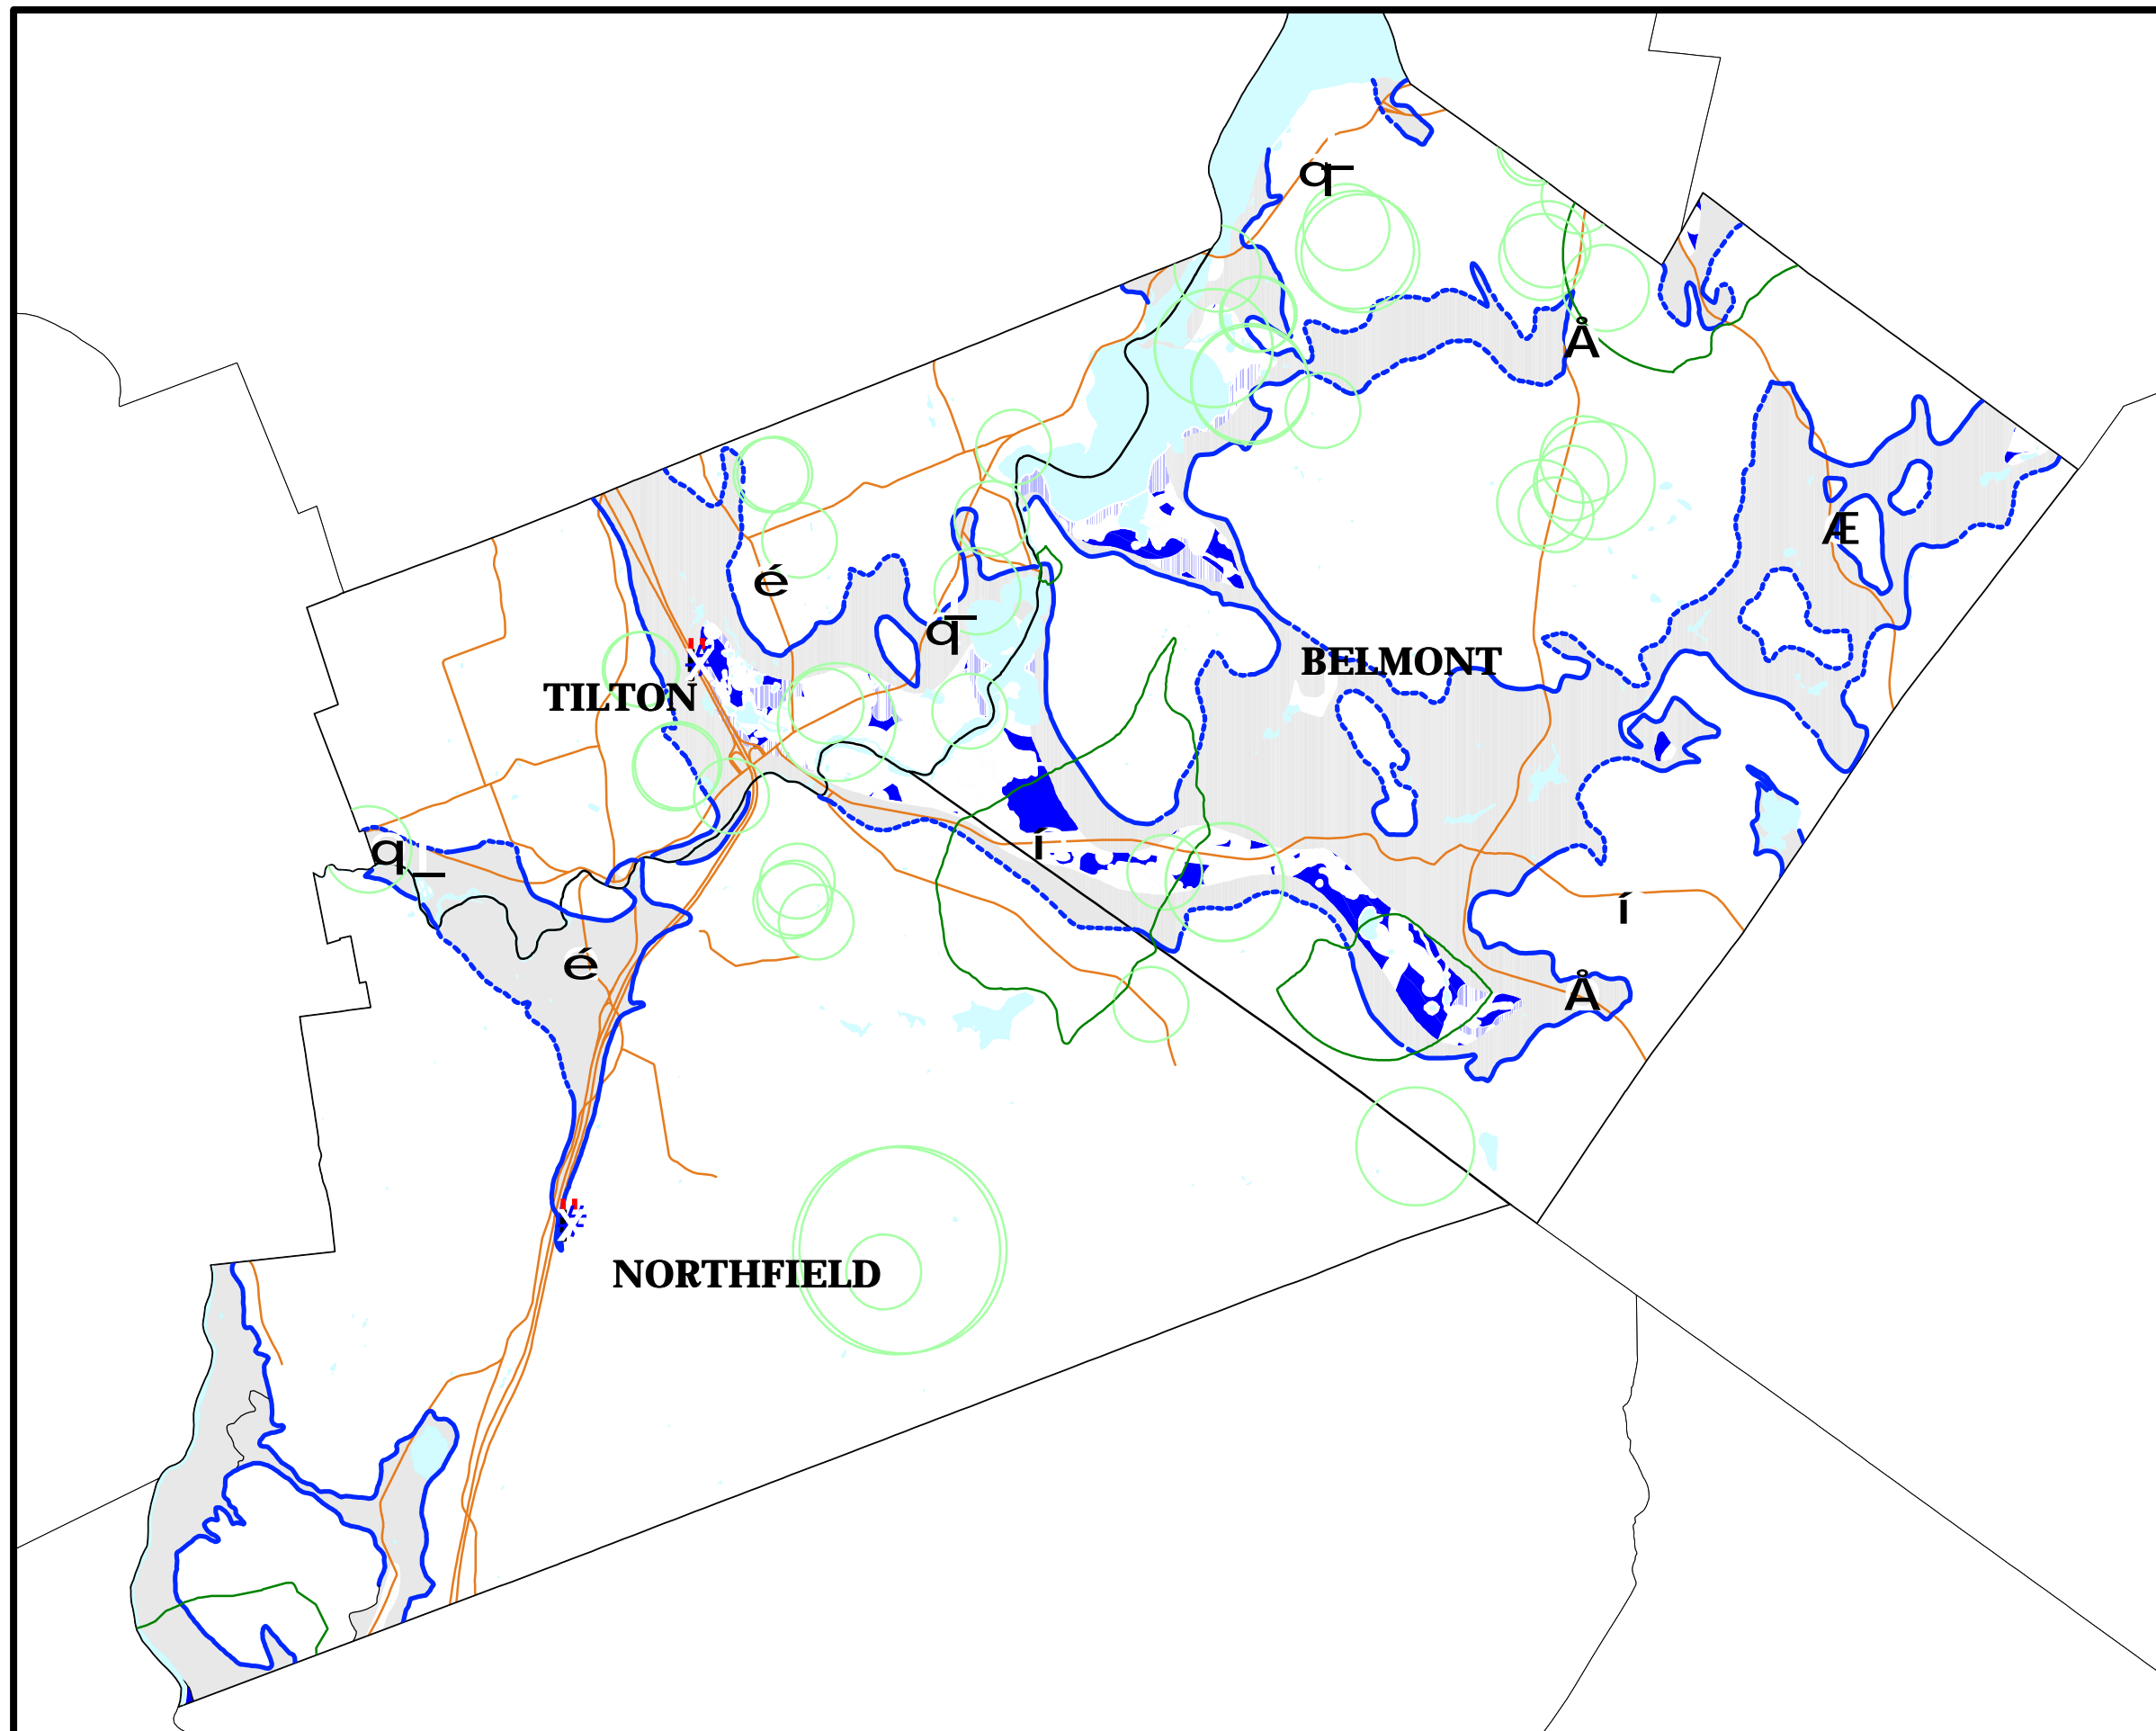 q
Å
Æ
é
q
BELMONT
TILTON
q
í
í
é
Å
NORTHFIELD